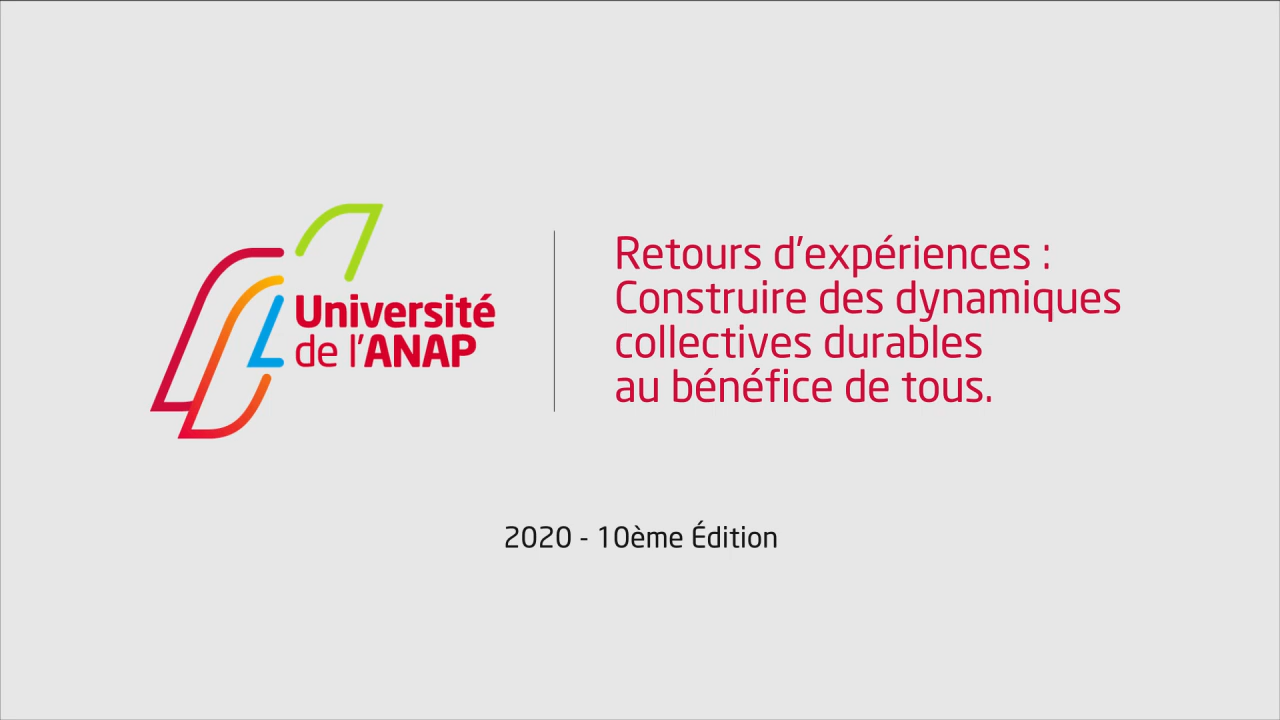 Université
de l'ANAP
Retours d'expériences :
Construire des dynamiques
collectives durables
au bénéfice de tous.
2020 - 10ème Édition